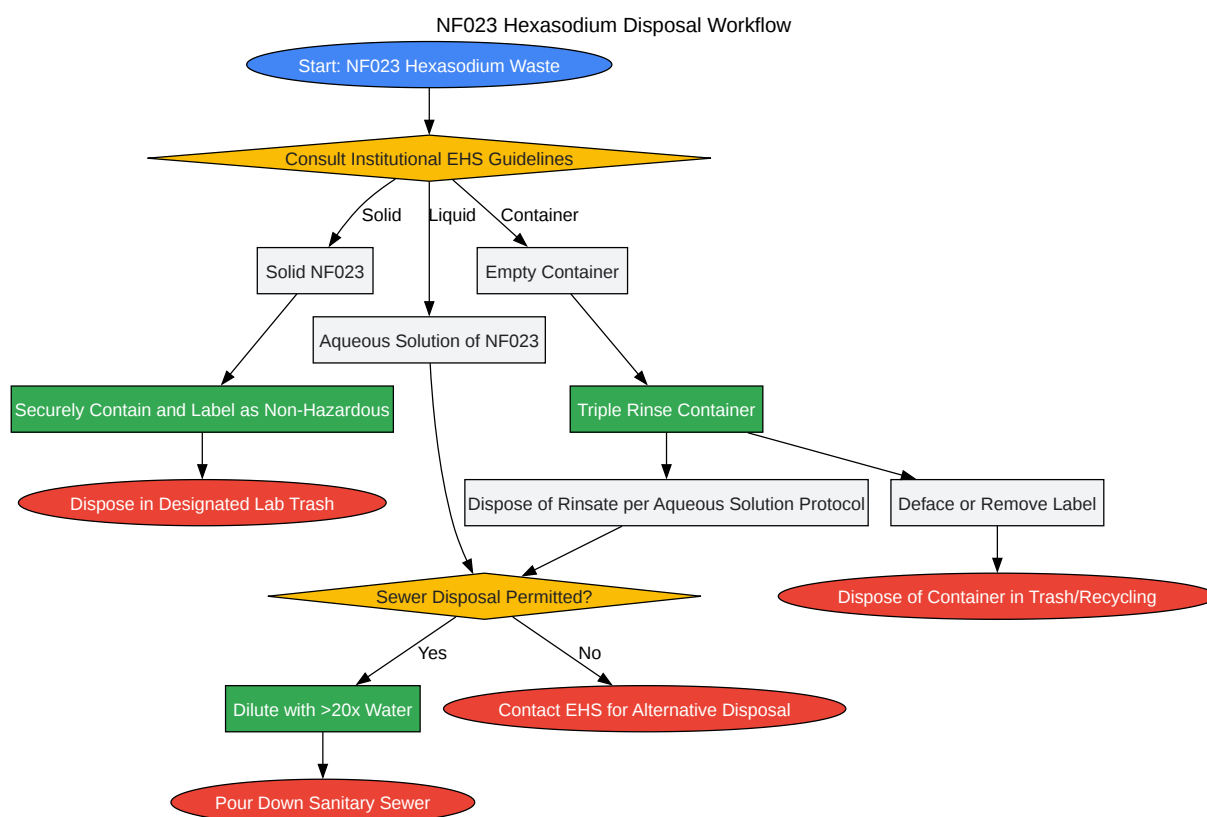 NF023 Hexasodium Disposal Workflow
Start: NF023 Hexasodium Waste
Consult Institutional EHS Guidelines
Solid
Liquid
Container
Solid NF023
Empty Container
Aqueous Solution of NF023
Securely Contain and Label as Non-Hazardous
Triple Rinse Container
Dispose in Designated Lab Trash
Dispose of Rinsate per Aqueous Solution Protocol
Deface or Remove Label
Sewer Disposal Permitted?
Dispose of Container in Trash/Recycling
Yes
No
Dilute with >20x Water
Contact EHS for Alternative Disposal
Pour Down Sanitary Sewer